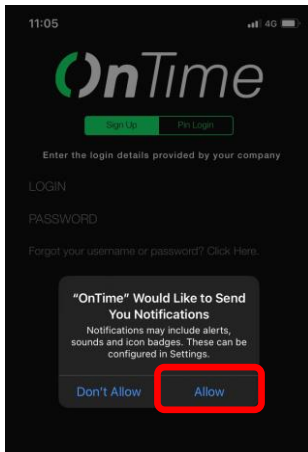 11:05
4G
OnTime
Sign Up
Pin Login
Enter the login details provided by your company
LOGIN
PASSWORD
Forgot your username or password? Click Here.
"OnTime" Would Like to Send
You Notifications
Notifications may include alerts,
sounds and icon badges. These can be
configured in Settings.
Don't Allow
Allow